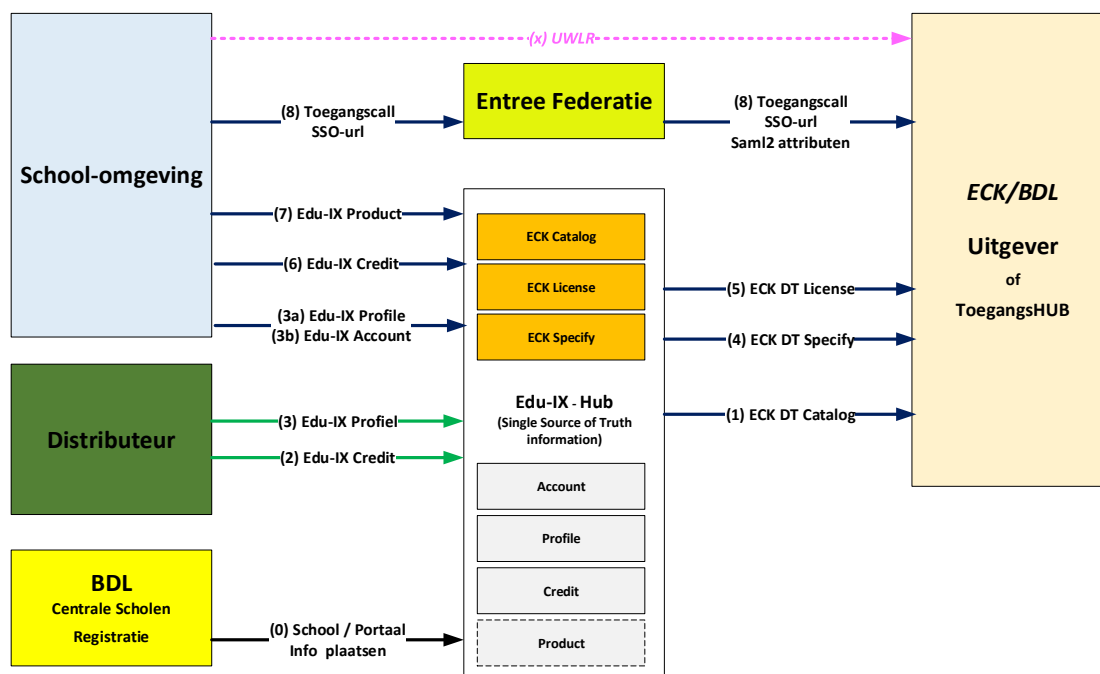 (x) UWLR
School-omgeving
(8) Toegangscall
SSO-url
Entree Federatie
(8) Toegangscall
SSO-url
Saml2 attributen
(7) Edu-IX Product
(6) Edu-IX Credit
(3a) Edu-IX Profile
(3b) Edu-IX Account
ECK Catalog
ECK License
ECK Specify
Edu-IX - Hub
(Single Source of Truth
information)
Account
Profile
Credit
Product
(5) ECK DT License
(4) ECK DT Specify
(1) ECK DT Catalog
ECK/BDL
Uitgever
of
ToegangsHUB
Distributeur
(3) Edu-IX Profiel
(2) Edu-IX Credit
BDL
Centrale Scholen
Registratie
(0) School / Portaal
Info plaatsen